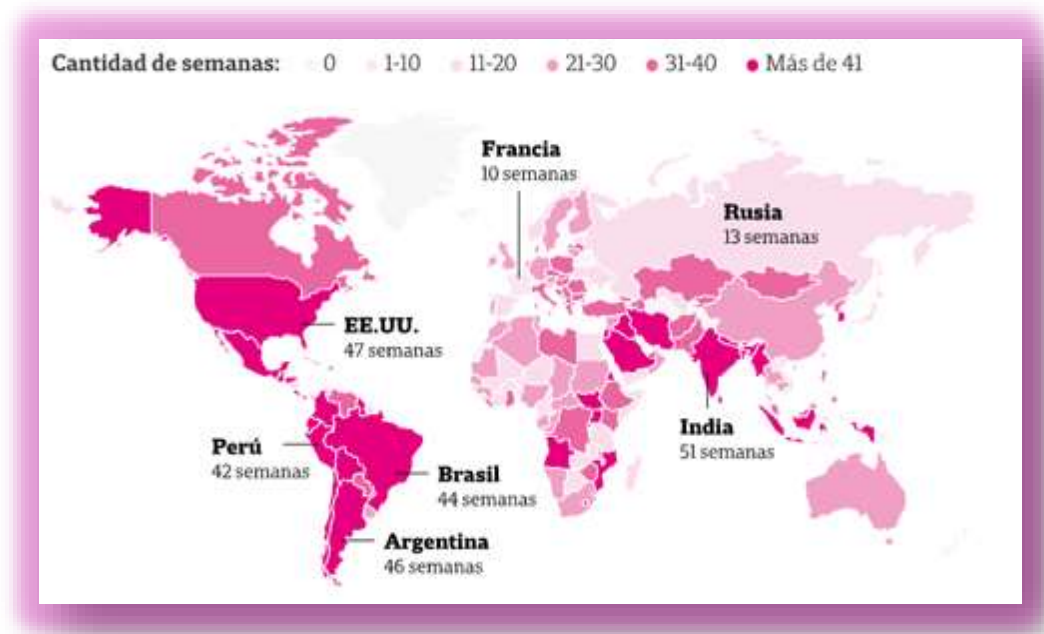 Cantidad de semanas: 0 1-10 11-20 21-30 31-40 Más de 41
Francia
10 semanas
Rusia
13 semanas
EE.UU.
47 semanas
India
51 semanas
Perú
42 semanas
Brasil
44 semanas
Argentina
46 semanas